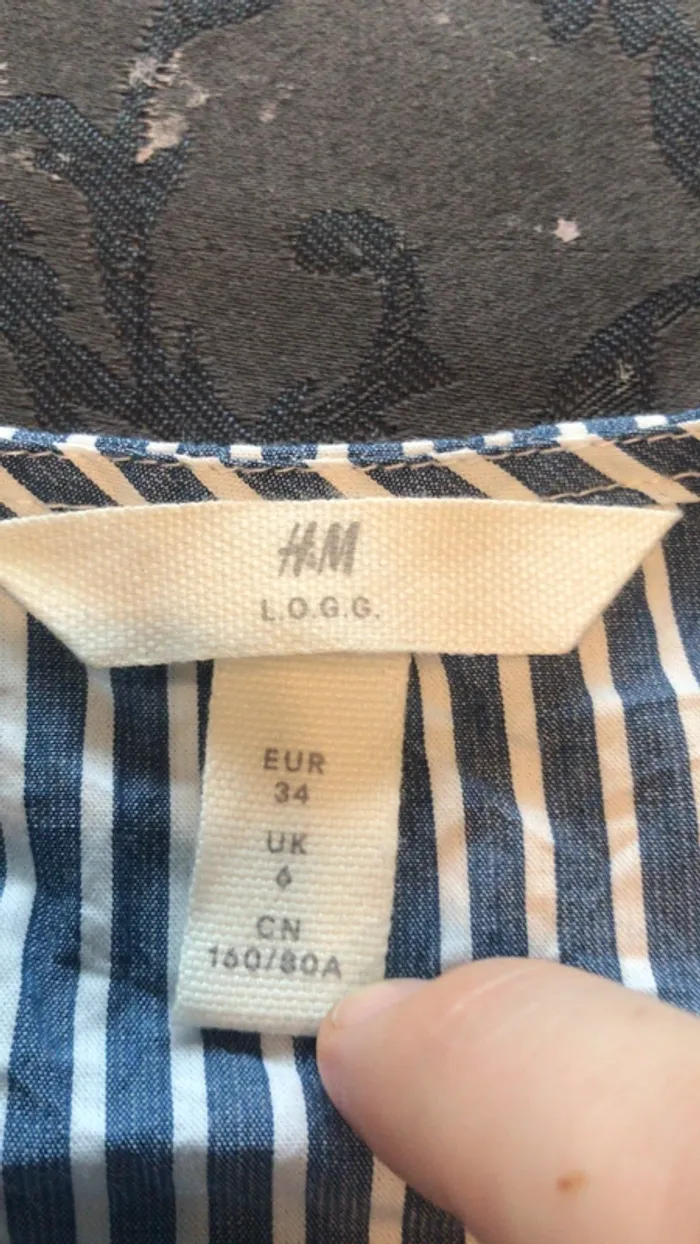 H&M
L.O.G.G.
EUR
34
UK
6
CN
160/80A